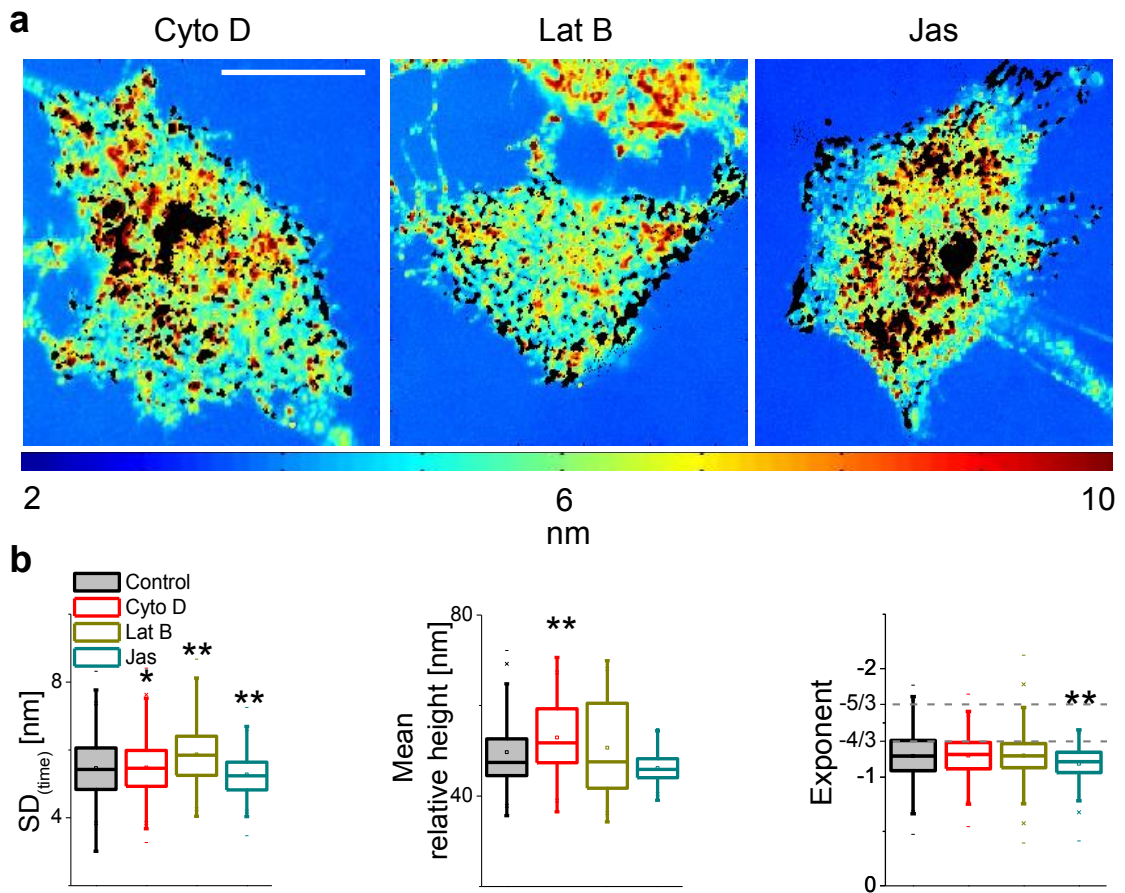 a
Cyto D Lat B Jas
2 6 10
nm
b
Control
Cyto D
Lat B
Jas
* ** **
8
4
SD(time) [nm]
**
80
40
Mean
relative height [nm]
**
-2
-5/3
-4/3
-1
0
Exponent